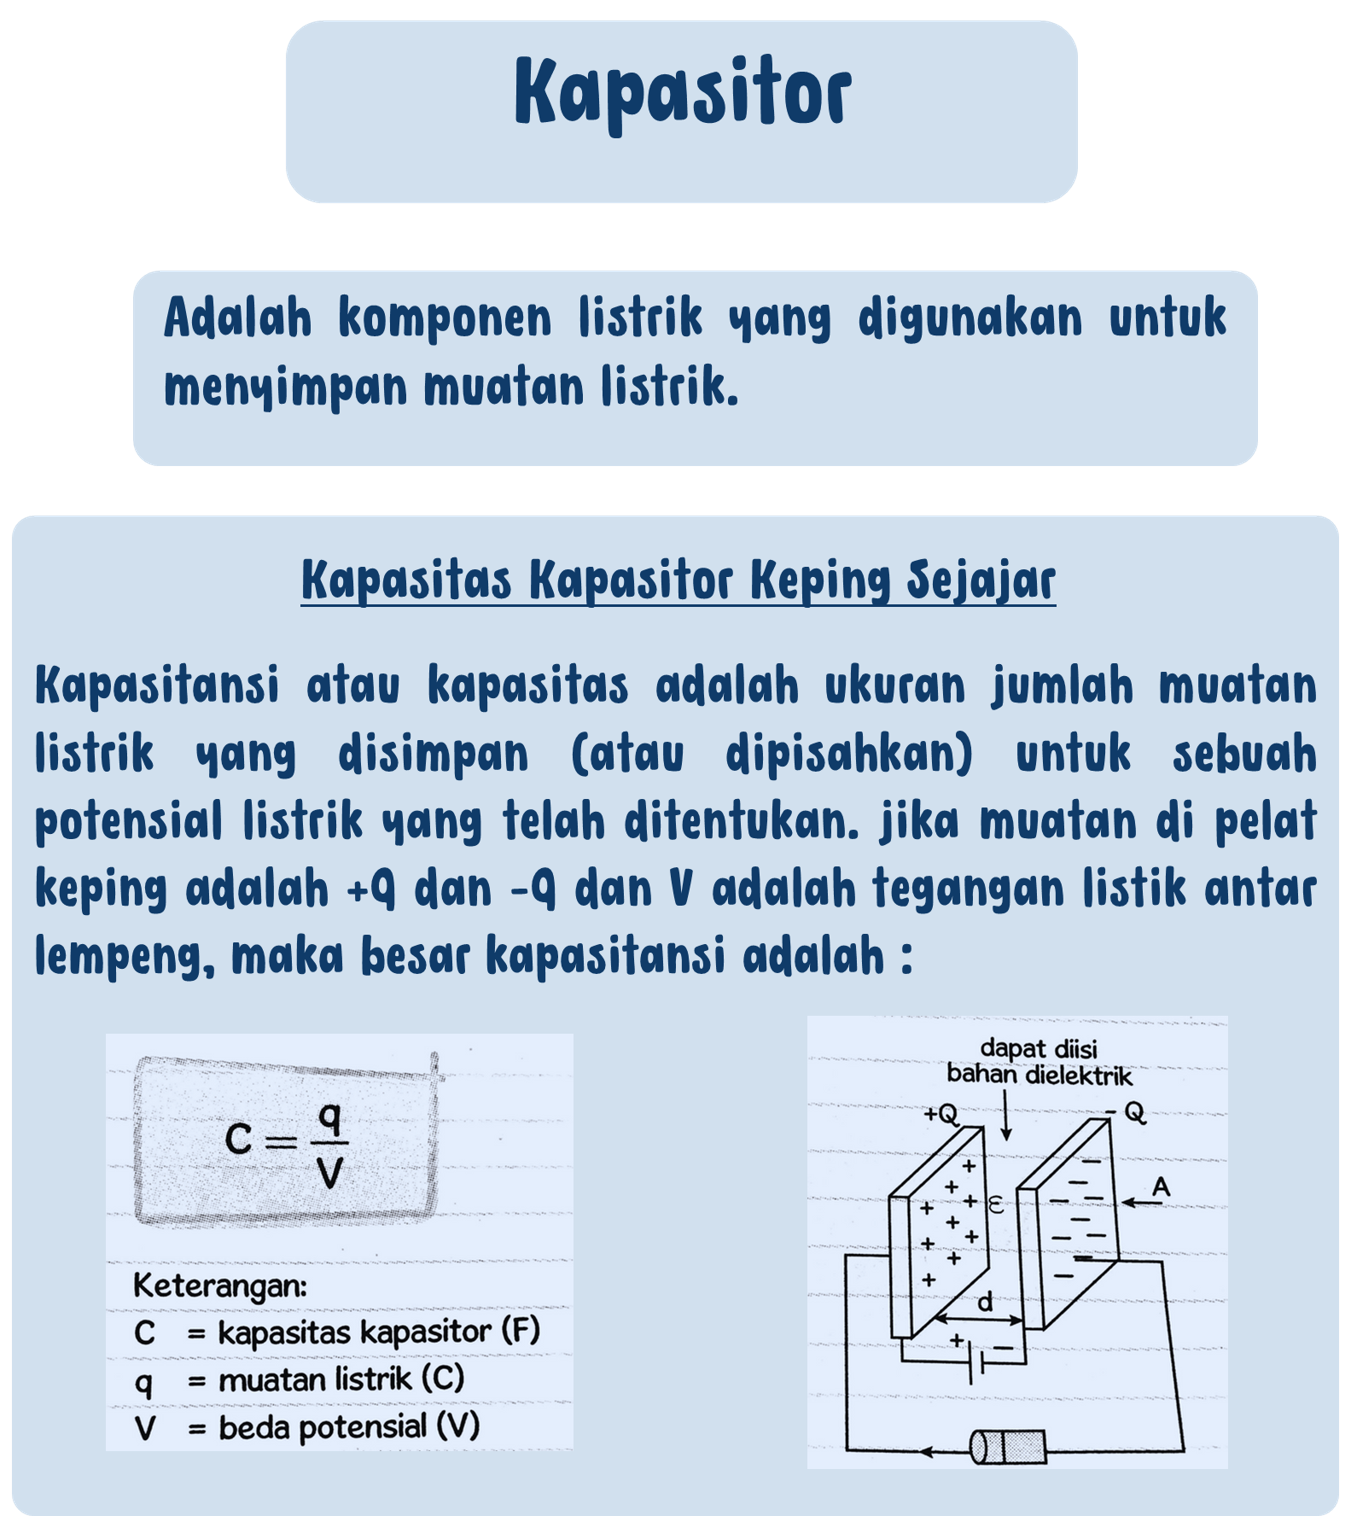 Kapasitor
Adalah komponen listrik yang digunakan untuk
menyimpan muatan listrik.
Kapasitas Kapasitor Keping Sejajar
Kapasitansi atau kapasitas adalah ukuran jumlah muatan
listrik yang disimpan (atau dipisahkan) untuk sebuah
potensial listrik yang telah ditentukan. jika muatan di pelat
keping adalah +Q dan -Q dan V adalah tegangan listik antar
lempeng, maka besar kapasitansi adalah :
C = q/V
Keterangan:
C = kapasitas kapasitor (F)
q = muatan listrik (C)
V = beda potensial (V)
dapat diisi
bahan dielektrik
+Q
- Q
A
ε
d
+ −